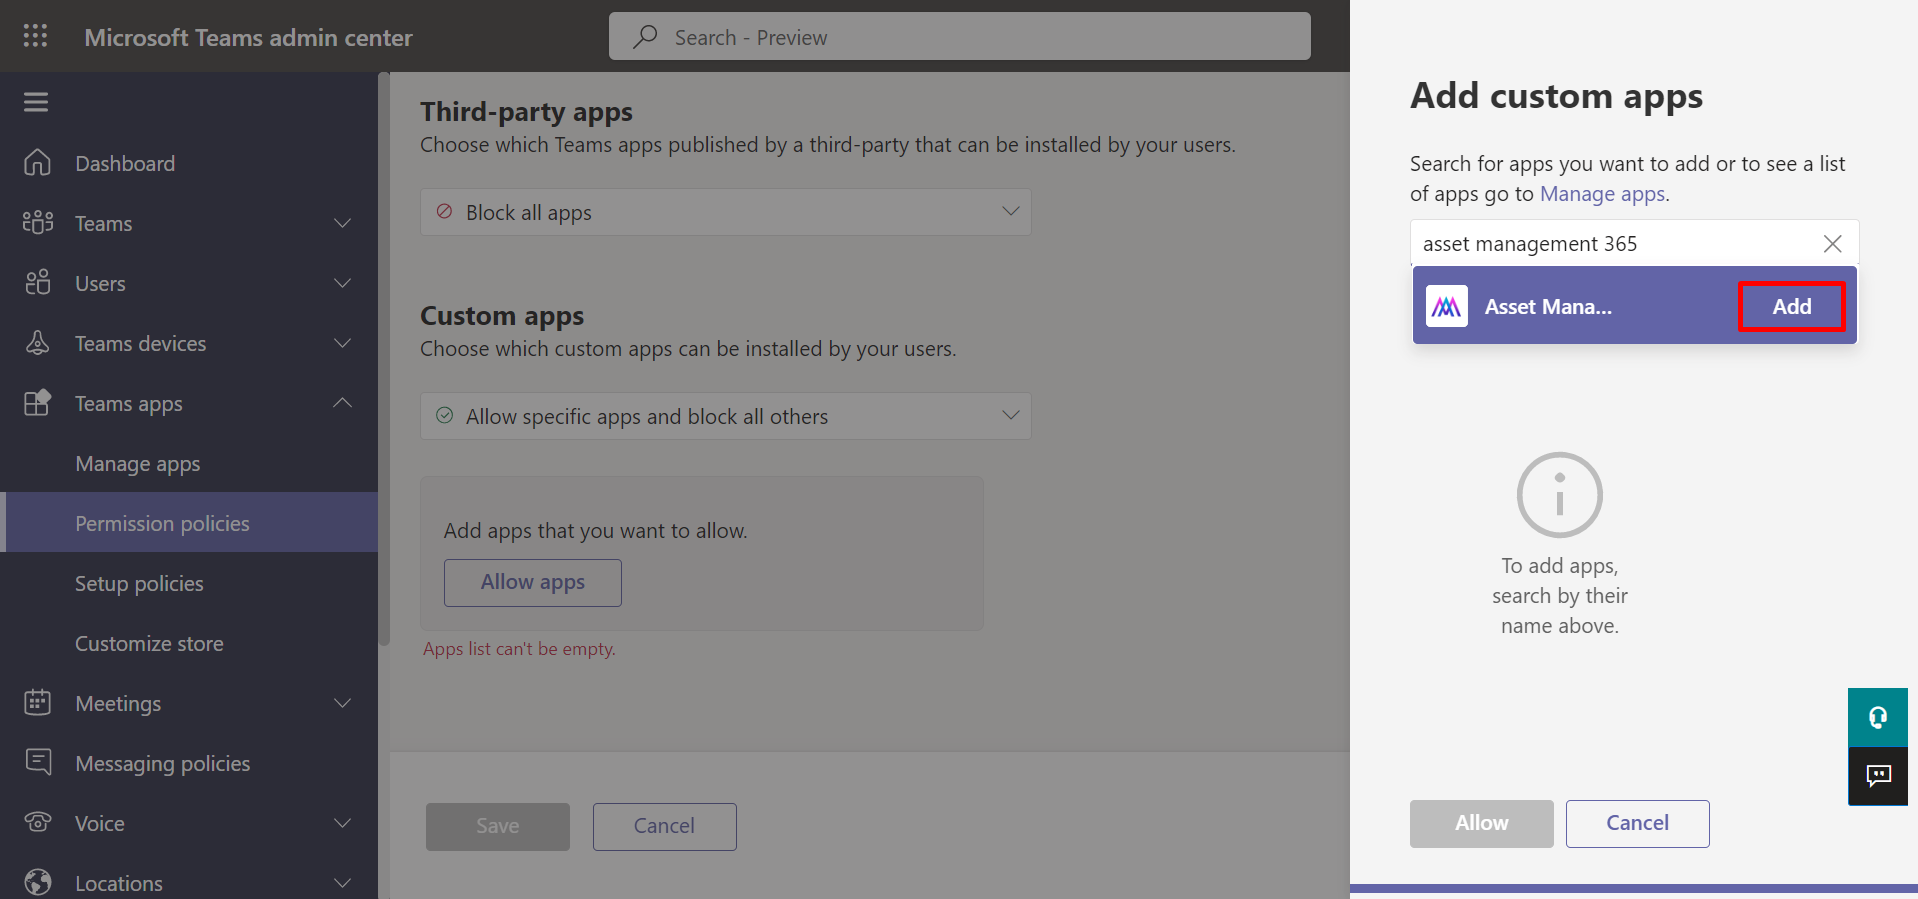 Microsoft Teams admin center
Search - Preview
Dashboard
Teams
Users
Teams devices
Teams apps
Manage apps
Permission policies
Setup policies
Customize store
Meetings
Messaging policies
Voice
Locations
Third-party apps
Choose which Teams apps published by a third-party that can be installed by your users.
Block all apps
Custom apps
Choose which custom apps can be installed by your users.
Allow specific apps and block all others
Add apps that you want to allow.
Allow apps
Apps list can't be empty.
Save
Cancel
Add custom apps
Search for apps you want to add or to see a list
of apps go to Manage apps.
asset management 365
Asset Mana...
Add
To add apps,
search by their
name above.
Allow
Cancel